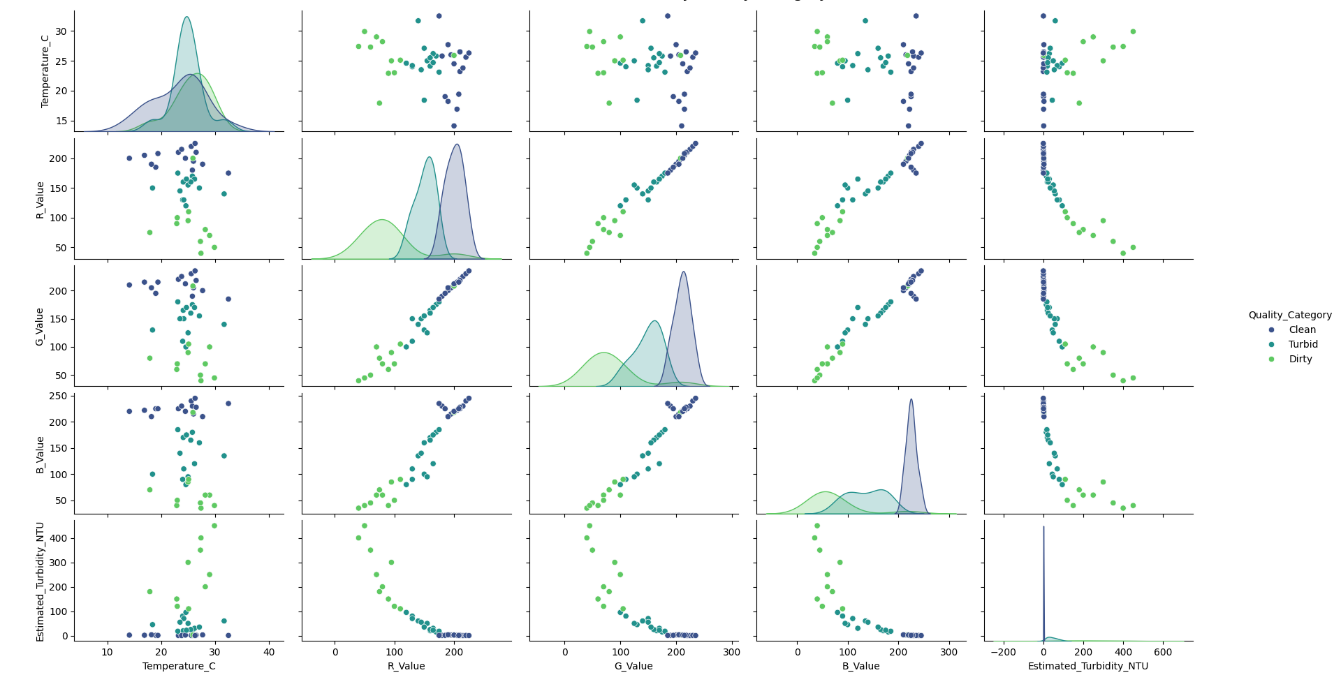 30
25
20
15
Temperature_C
200
150
100
50
R_Value
200
150
100
50
G_Value
250
200
150
100
50
B_Value
400
300
200
100
0
Estimated_Turbidity_NTU
10 20 30 40
Temperature_C
0 100 200
R_Value
0 100 200 300
G_Value
0 100 200 300
B_Value
−200 0 200 400 600
Estimated_Turbidity_NTU
Quality_Category
Clean
Turbid
Dirty